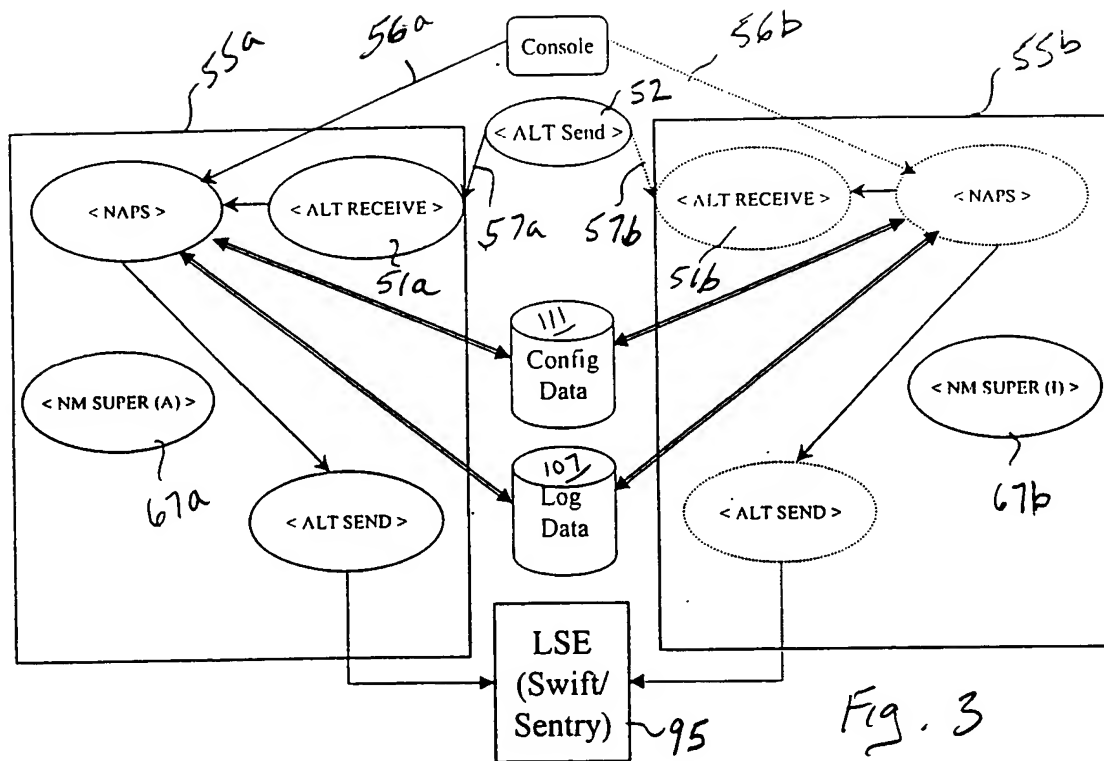 55a
56a
Console
56b
55b
52
< ALT Send >
< NAPS >
< ALT RECEIVE >
57a
57b
< ALT RECEIVE >
< NAPS >
51a
51b
111
Config
Data
< NM SUPER (A) >
67a
< NM SUPER (I) >
67b
107
Log
Data
< ALT SEND >
< ALT SEND >
LSE
(Swift/
Sentry)
95
Fig. 3